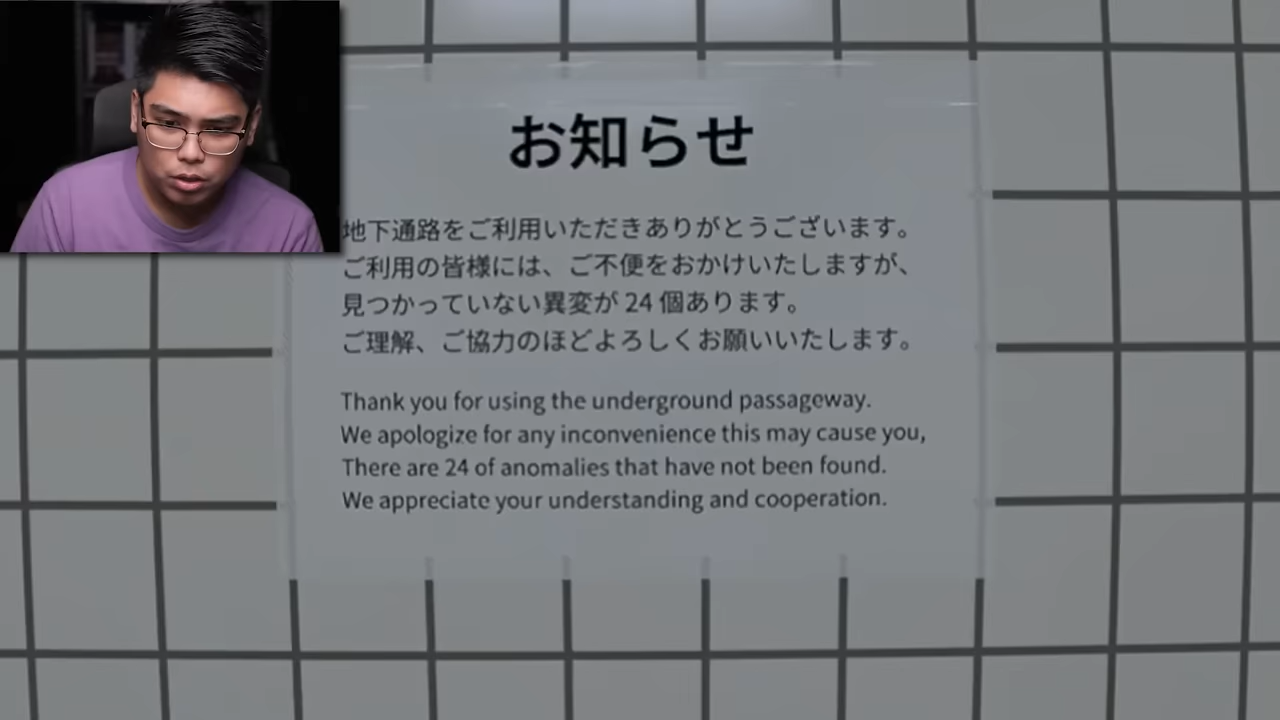 お知らせ
地下通路をご利用いただきありがとうございます。
ご利用の皆様には、ご不便をおかけいたしますが、
見つかっていない異変が 24 個あります。
ご理解、ご協力のほどよろしくお願いいたします。
Thank you for using the underground passageway.
We apologize for any inconvenience this may cause you,
There are 24 of anomalies that have not been found.
We appreciate your understanding and cooperation.